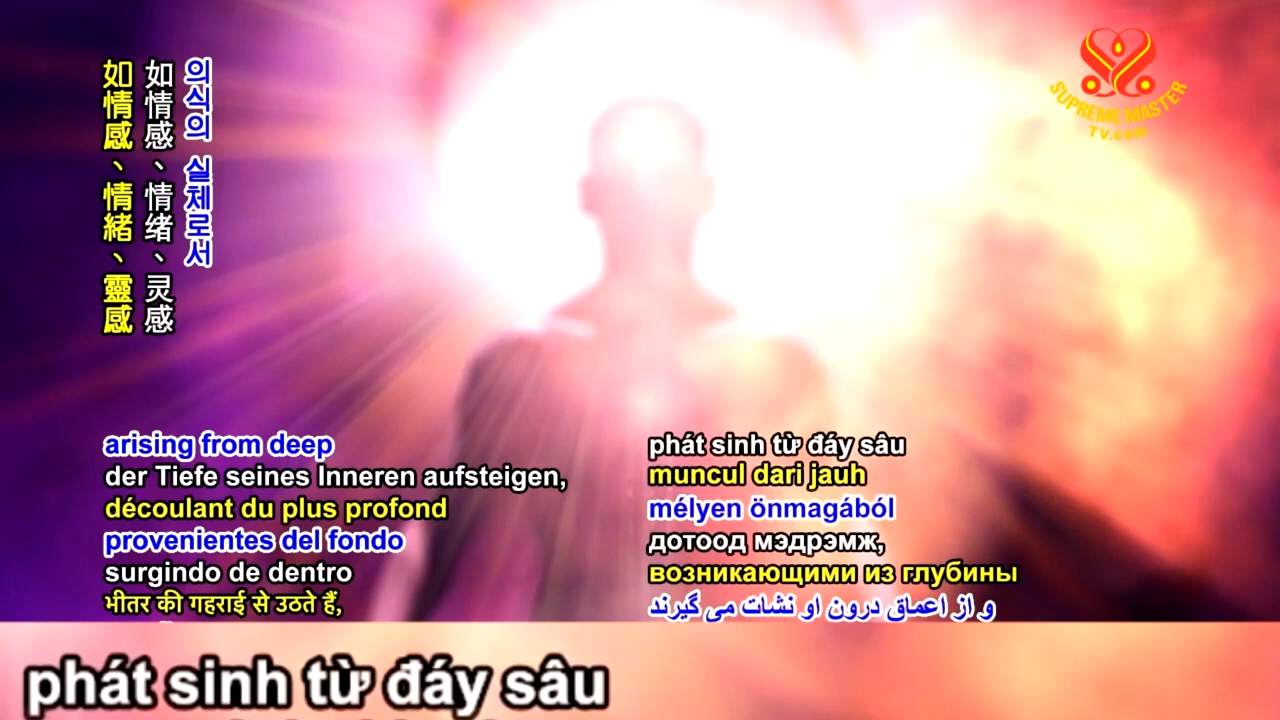 의식의 실체로서
如情感、情绪、灵感
如情感、情緒、靈感
SUPREME MASTER
TV.com
arising from deep
der Tiefe seines Inneren aufsteigen,
découlant du plus profond
provenientes del fondo
surgindo de dentro
भीतर की गहराई से उठते हैं,
phát sinh từ đáy sâu
muncul dari jauh
mélyen önmagából
дотоод мэдрэмж,
возникающими из глубины
و از اعماق درون او نشات می گیرند
phát sinh từ đáy sâu